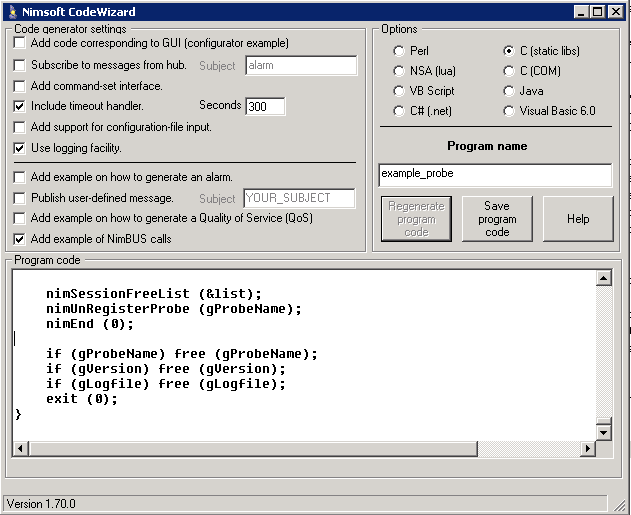 Nimsoft CodeWizard
Code generator settings
Add code corresponding to GUI (configurator example)
Subscribe to messages from hub. Subject alarm
Add command-set interface.
Include timeout handler. Seconds 300
Add support for configuration-file input.
Use logging facility.
Add example on how to generate an alarm.
Publish user-defined message. Subject YOUR_SUBJECT
Add example on how to generate a Quality of Service (QoS)
Add example of NimBUS calls
Options
Perl C (static libs)
NSA (lua) C (COM)
VB Script Java
C# (.net) Visual Basic 6.0
Program name
example_probe
Regenerate program code
Save program code
Help
Program code
nimSessionFreeList (&list);
nimUnRegisterProbe (gProbeName);
nimEnd (0);
if (gProbeName) free (gProbeName);
if (gVersion) free (gVersion);
if (gLogfile) free (gLogfile);
exit (0);
}
Version 1.70.0